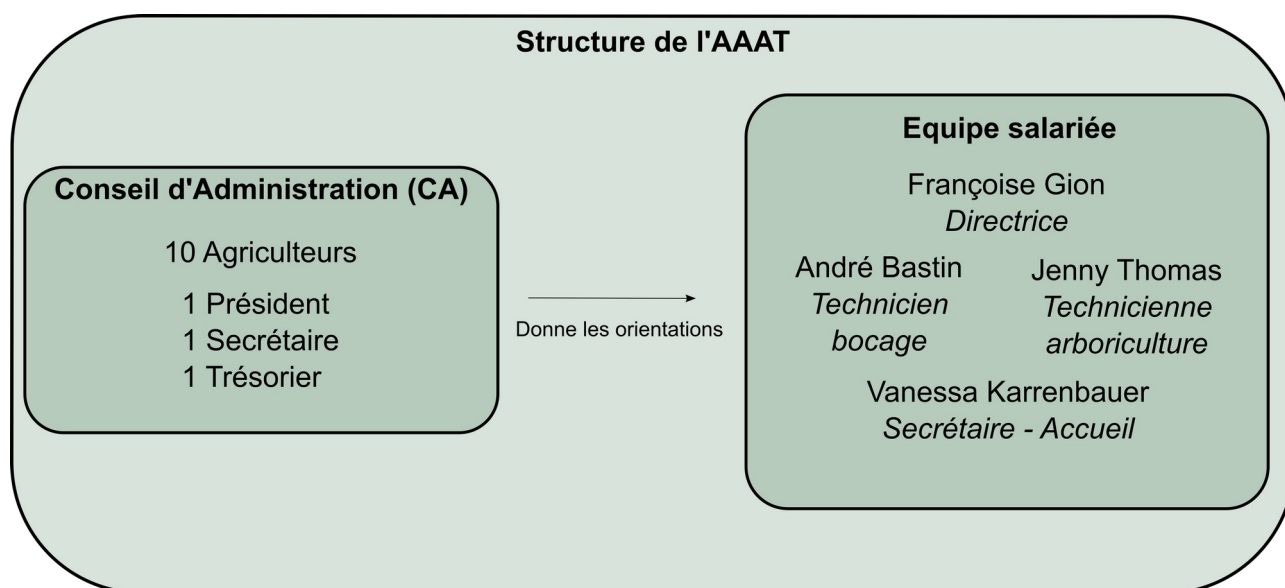 Structure de l'AAAT
Conseil d'Administration (CA)
10 Agriculteurs
1 Président
1 Secrétaire
1 Trésorier
Donne les orientations
Equipe salariée
Françoise Gion
Directrice
André Bastin
Technicien
bocage
Jenny Thomas
Technicienne
arboriculture
Vanessa Karrenbauer
Secrétaire - Accueil